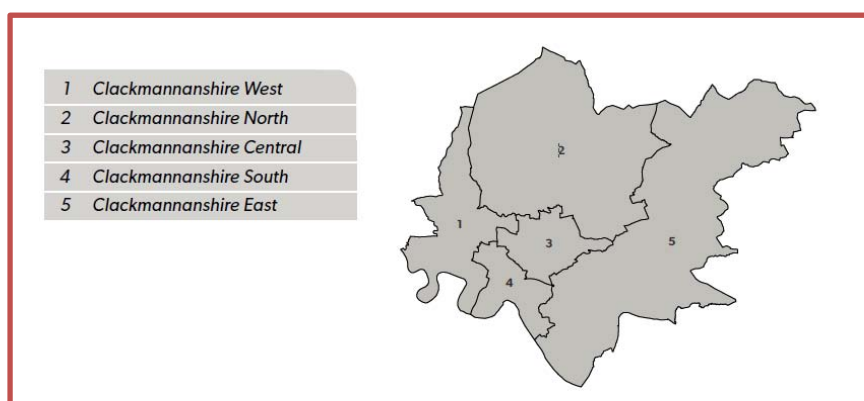 1 Clackmannanshire West
2 Clackmannanshire North
3 Clackmannanshire Central
4 Clackmannanshire South
5 Clackmannanshire East
2
1
3
5
4